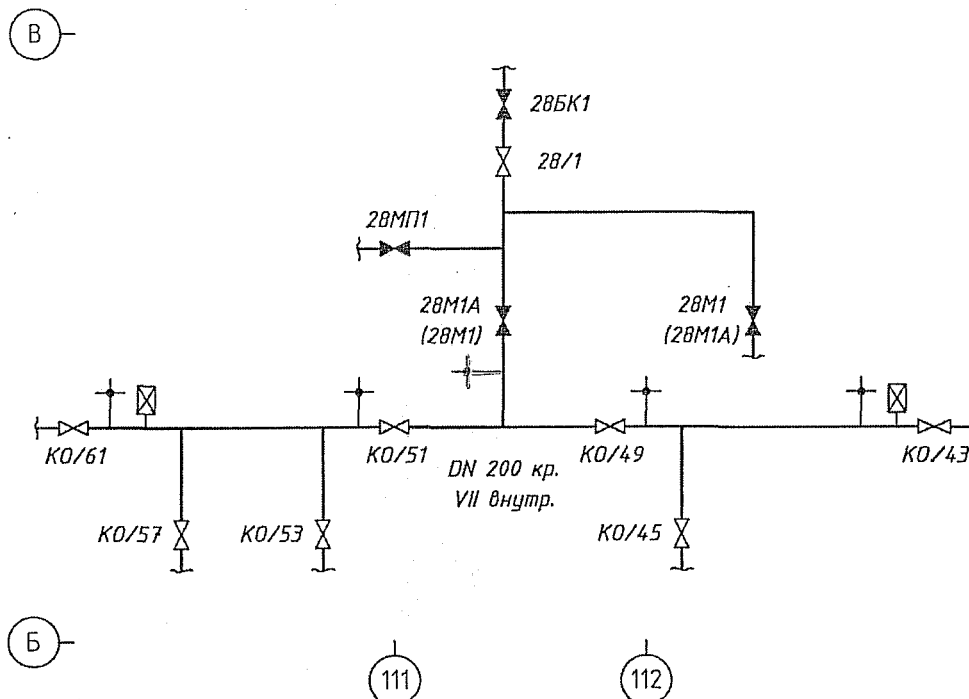 В
28БК1
28/1
28МП1
28М1А
(28М1)
28М1
(28М1А)
КО/61
КО/51
КО/49
КО/43
DN 200 кр.
VII внутр.
КО/57
КО/53
КО/45
Б
111
112